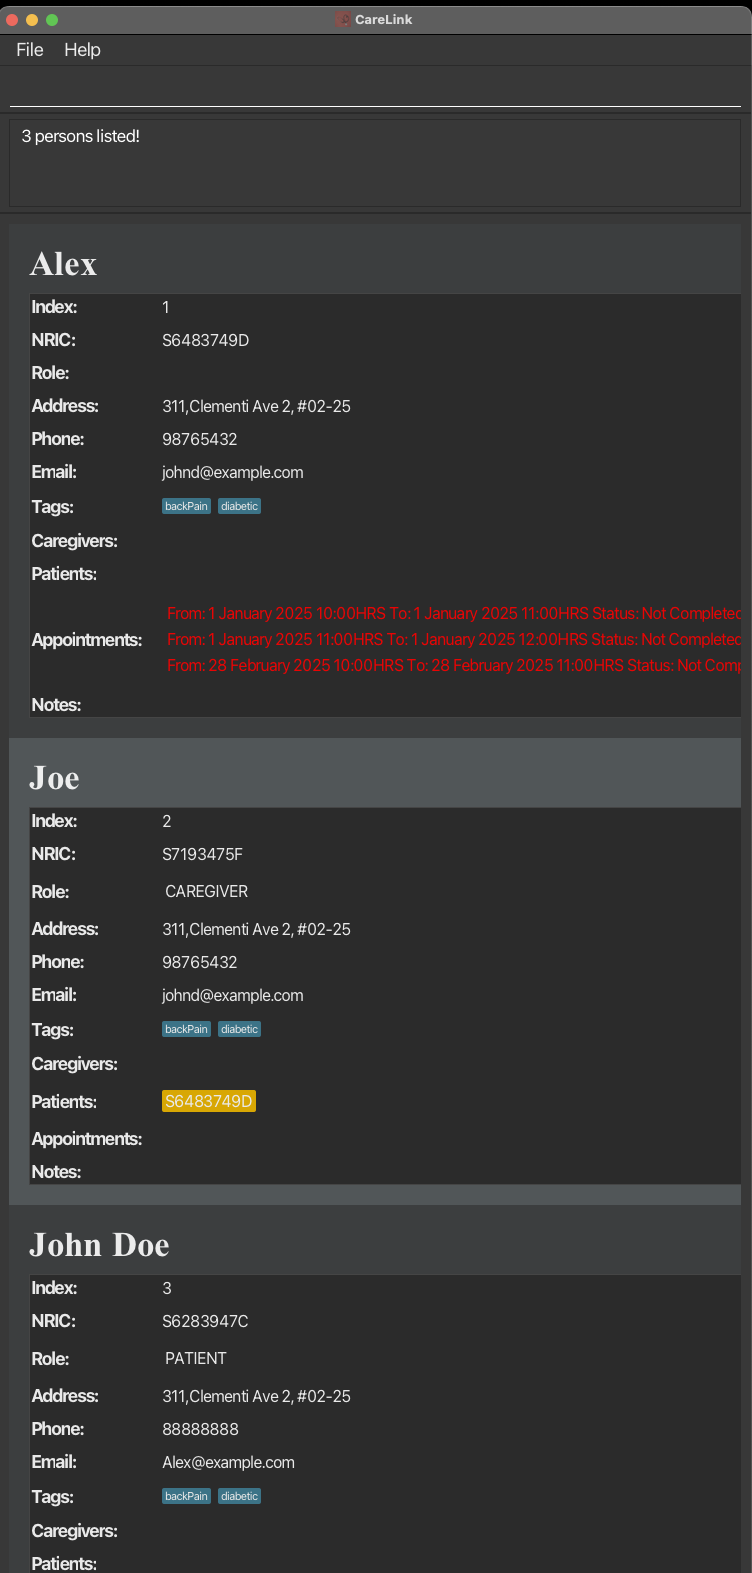 CareLink
File Help
3 persons listed!
Alex
Index: 1
NRIC: S6483749D
Role:
Address: 311,Clementi Ave 2, #02-25
Phone: 98765432
Email: johnd@example.com
Tags: backPain diabetic
Caregivers:
Patients:
From: 1 January 2025 10:00HRS To: 1 January 2025 11:00HRS Status: Not Completed
Appointments: From: 1 January 2025 11:00HRS To: 1 January 2025 12:00HRS Status: Not Completed
From: 28 February 2025 10:00HRS To: 28 February 2025 11:00HRS Status: Not Comp
Notes:
Joe
Index: 2
NRIC: S7193475F
Role: CAREGIVER
Address: 311,Clementi Ave 2, #02-25
Phone: 98765432
Email: johnd@example.com
Tags: backPain diabetic
Caregivers:
Patients: S6483749D
Appointments:
Notes:
John Doe
Index: 3
NRIC: S6283947C
Role: PATIENT
Address: 311,Clementi Ave 2, #02-25
Phone: 88888888
Email: Alex@example.com
Tags: backPain diabetic
Caregivers:
Patients: